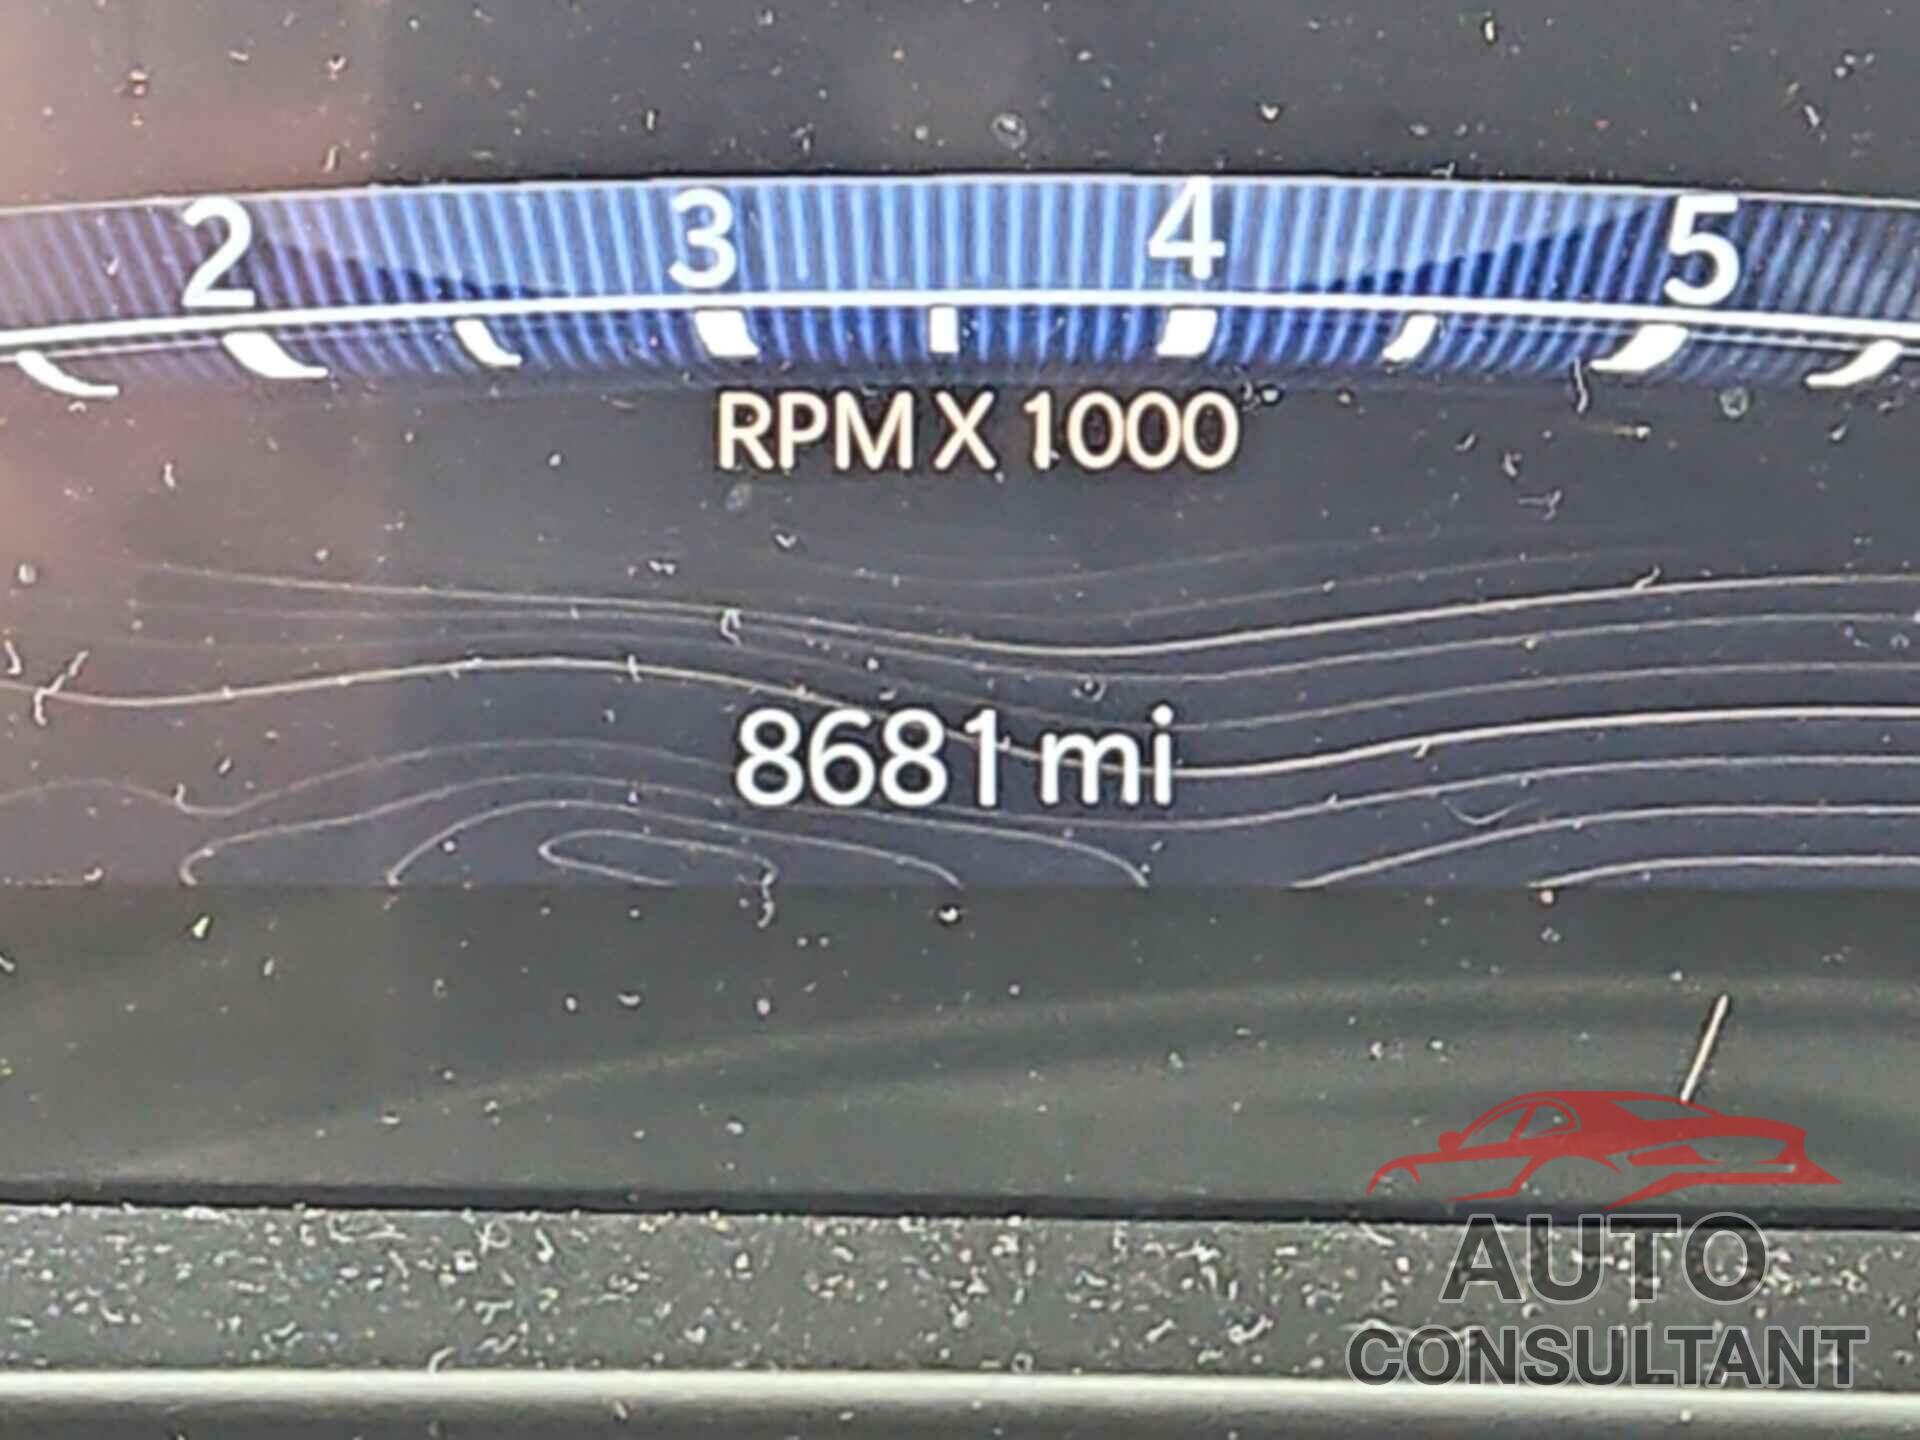 2 3 4 5
RPM X 1000
8681 mi
AUTO
CONSULTANT